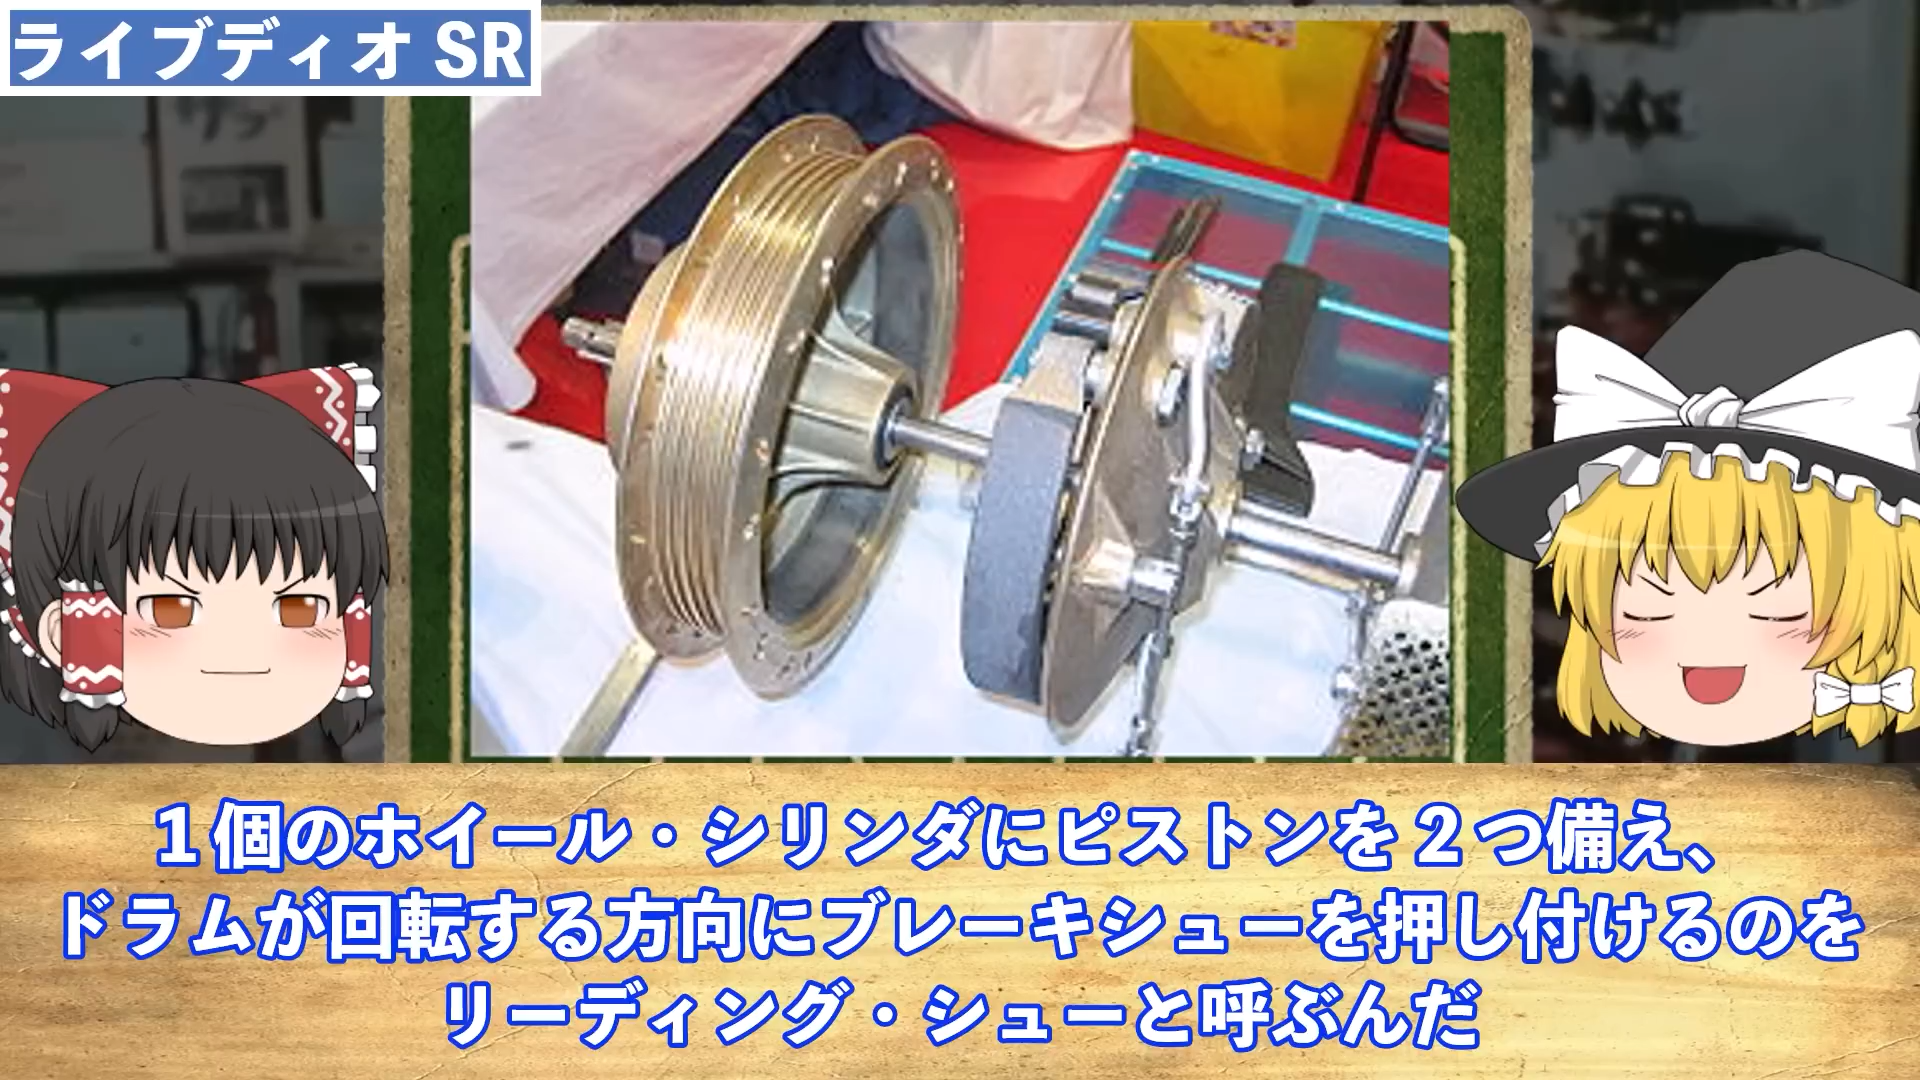 ライブディオ SR
１個のホイール・シリンダにピストンを２つ備え、
ドラムが回転する方向にブレーキシューを押し付けるのを
リーディング・シューと呼ぶんだ